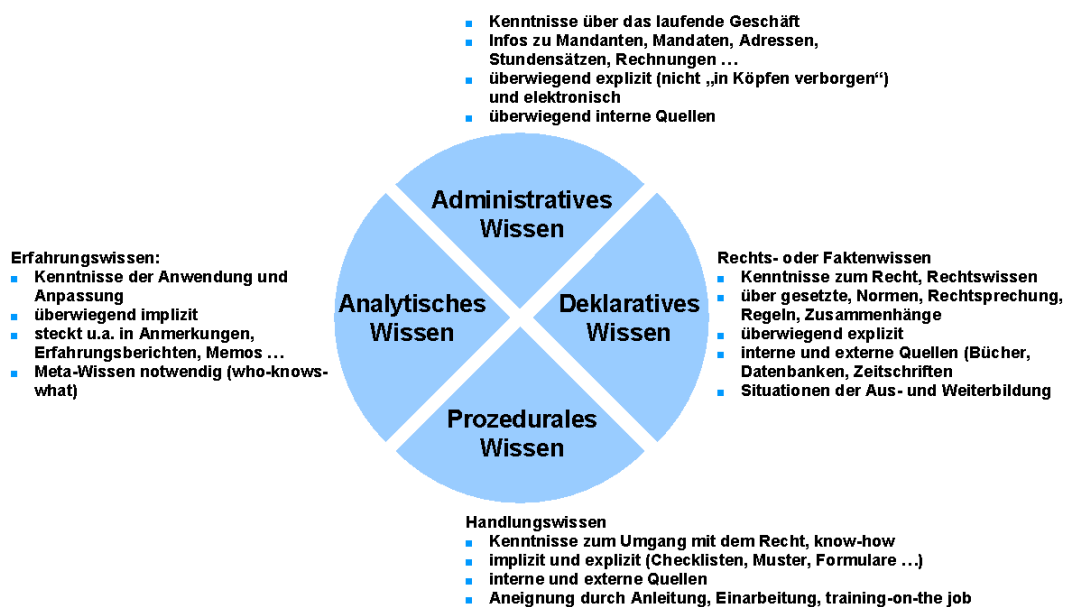 ■ Kenntnisse über das laufende Geschäft
■ Infos zu Mandanten, Mandaten, Adressen,
Stundensätzen, Rechnungen …
■ überwiegend explizit (nicht „in Köpfen verborgen“)
und elektronisch
■ überwiegend interne Quellen
Administratives
Wissen
Erfahrungswissen:
■ Kenntnisse der Anwendung und
Anpassung
■ überwiegend implizit
■ steckt u.a. in Anmerkungen,
Erfahrungsberichten, Memos …
■ Meta-Wissen notwendig (who-knows-
what)
Analytisches
Wissen
Deklaratives
Wissen
Rechts- oder Faktenwissen
■ Kenntnisse zum Recht, Rechtswissen
■ über gesetzte, Normen, Rechtsprechung,
Regeln, Zusammenhänge
■ überwiegend explizit
■ interne und externe Quellen (Bücher,
Datenbanken, Zeitschriften
■ Situationen der Aus- und Weiterbildung
Prozedurales
Wissen
Handlungswissen
■ Kenntnisse zum Umgang mit dem Recht, know-how
■ implizit und explizit (Checklisten, Muster, Formulare …)
■ interne und externe Quellen
■ Aneignung durch Anleitung, Einarbeitung, training-on-the job